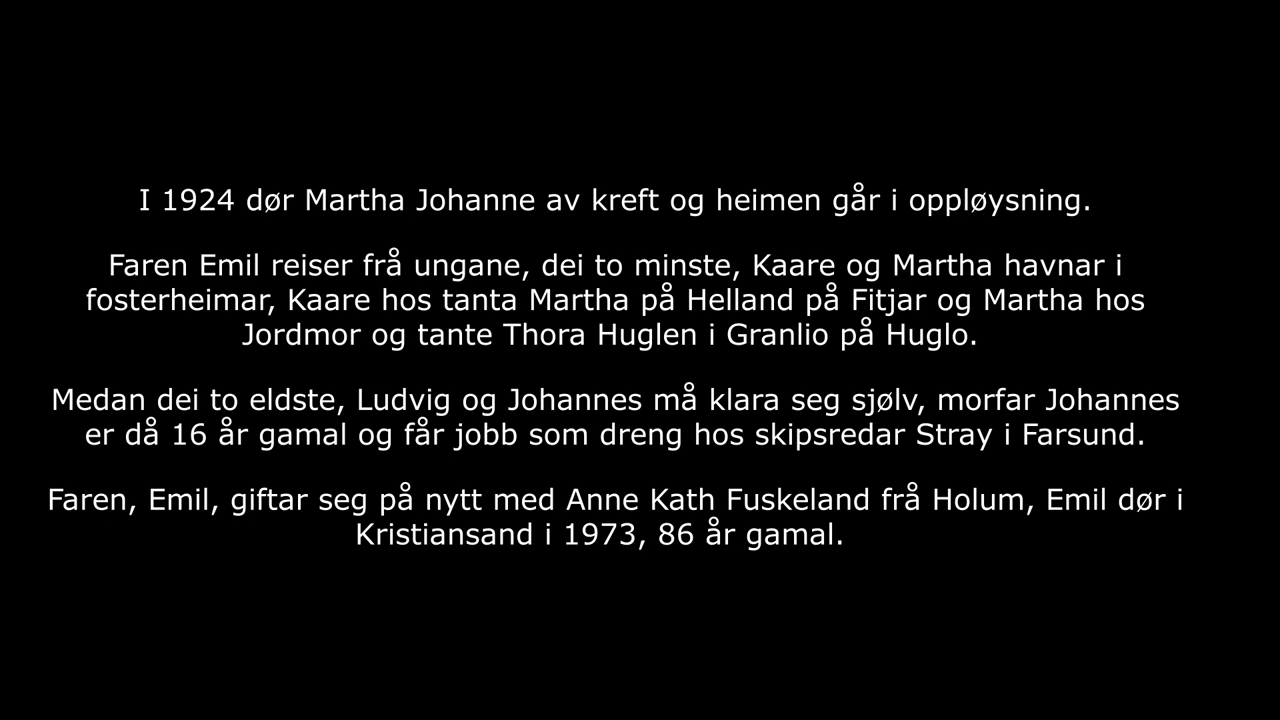 I 1924 dør Martha Johanne av kreft og heimen går i oppløysning.
Faren Emil reiser frå ungane, dei to minste, Kaare og Martha havnar i
fosterheimar, Kaare hos tanta Martha på Helland på Fitjar og Martha hos
Jordmor og tante Thora Huglen i Granlio på Huglo.
Medan dei to eldste, Ludvig og Johannes må klara seg sjølv, morfar Johannes
er då 16 år gamal og får jobb som dreng hos skipsredar Stray i Farsund.
Faren, Emil, giftar seg på nytt med Anne Kath Fuskeland frå Holum, Emil dør i
Kristiansand i 1973, 86 år gamal.